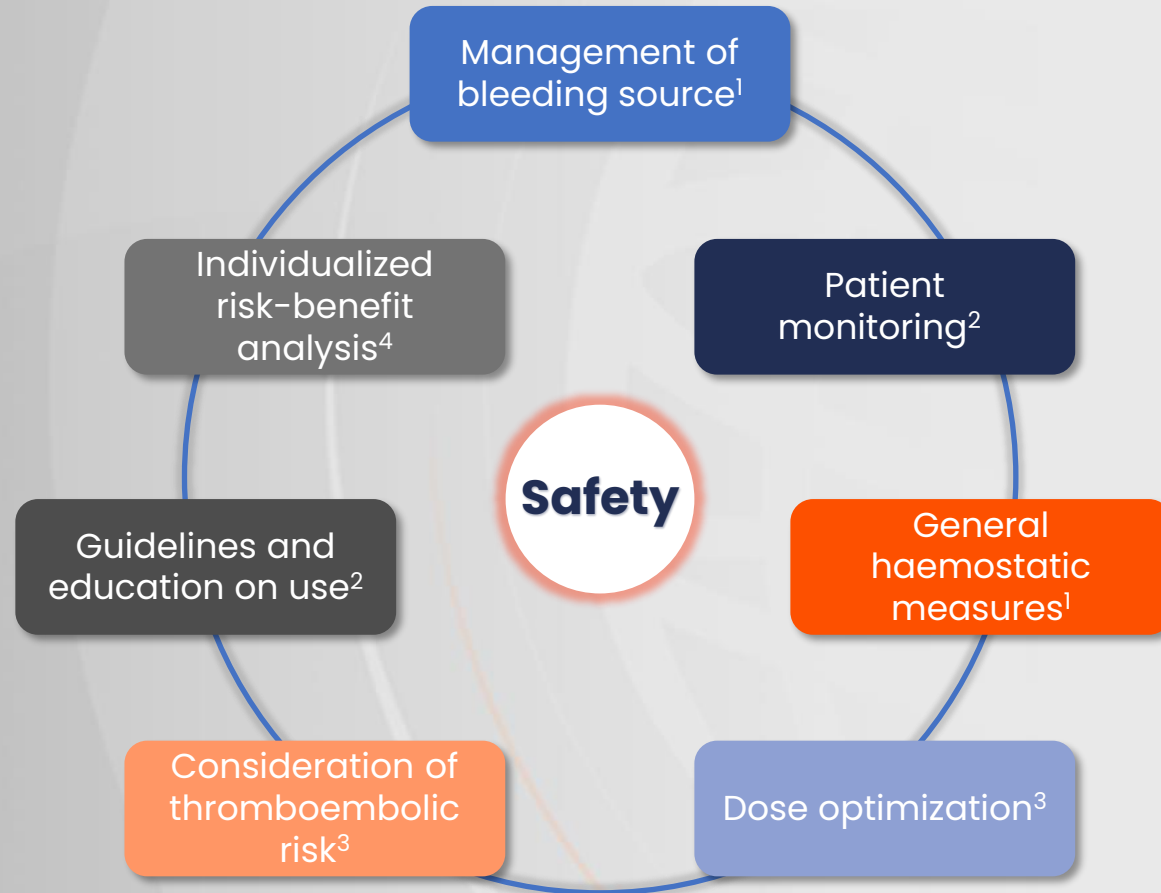 Management of
bleeding source¹
Individualized
risk-benefit
analysis⁴
Patient
monitoring²
Safety
Guidelines and
education on use²
General
haemostatic
measures¹
Consideration of
thromboembolic
risk³
Dose optimization³